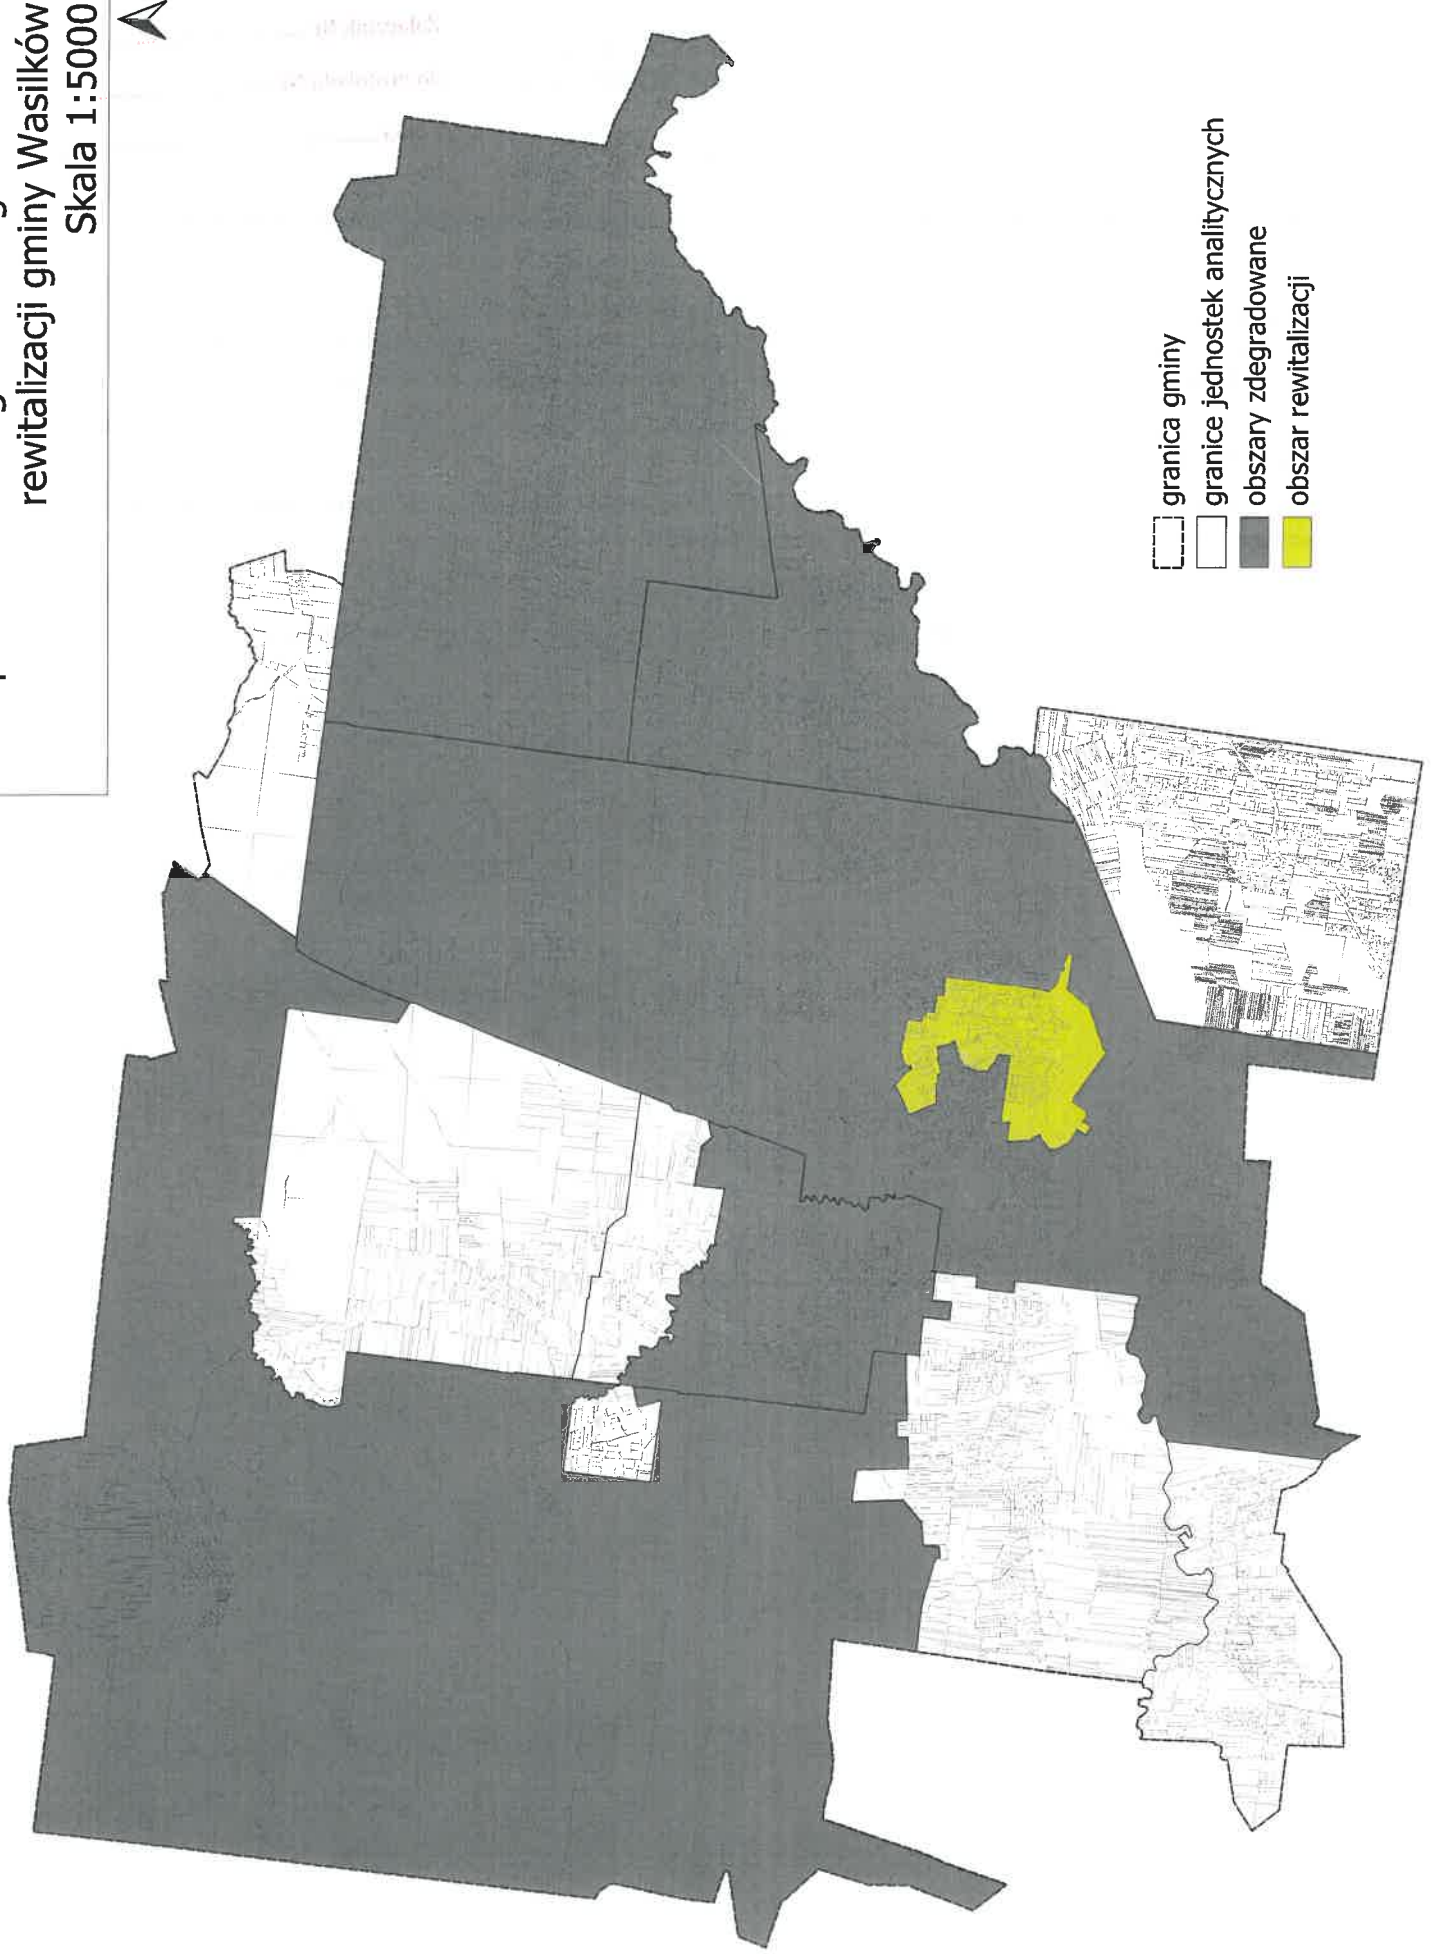 rewitalizacji gminy Wasilków
Skala 1:5000
granica gminy
granice jednostek analitycznych
obszary zdegradowane
obszar rewitalizacji